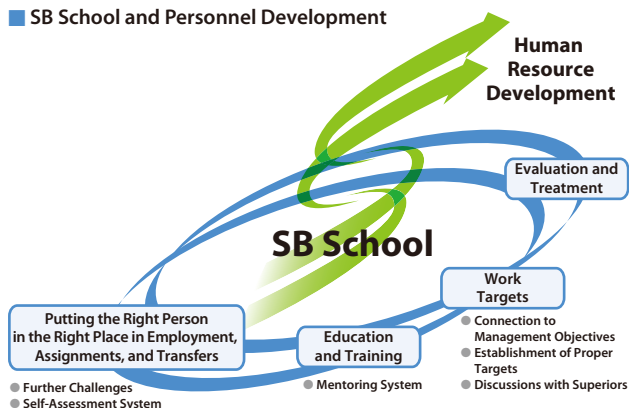 SB School and Personnel Development
Human
Resource
Development
Evaluation and
Treatment
SB School
Work
Targets
● Connection to
Management Objectives
● Establishment of Proper
Targets
● Discussions with Superiors
Education
and Training
● Mentoring System
Putting the Right Person
in the Right Place in Employment,
Assignments, and Transfers
● Further Challenges
● Self-Assessment System